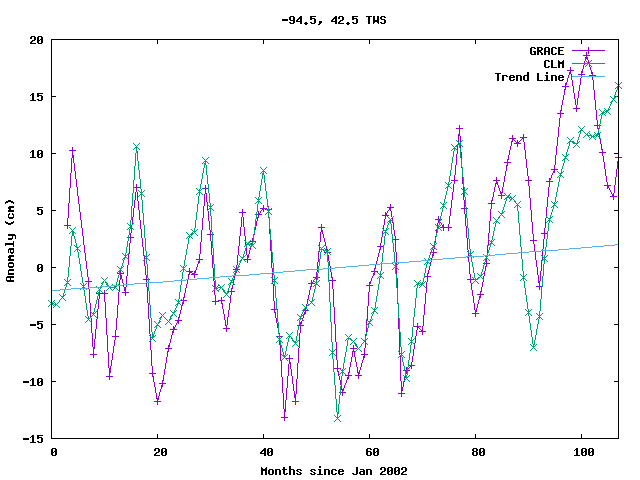 -94.5, 42.5 TWS
GRACE
CLM
Trend Line
20
15
10
5
0
-5
-10
-15
Anomaly (cm)
0 20 40 60 80 100
Months since Jan 2002